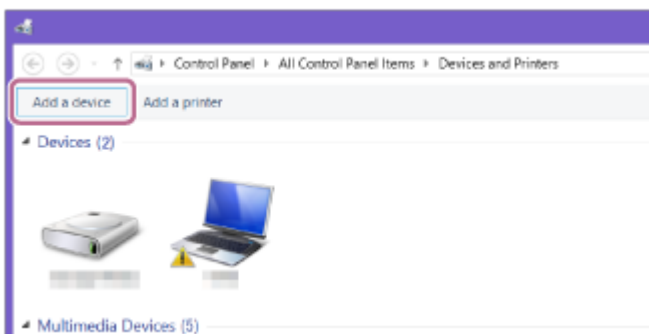 Control Panel All Control Panel Items Devices and Printers
Add a device Add a printer
Devices (2)
Multimedia Devices (5)